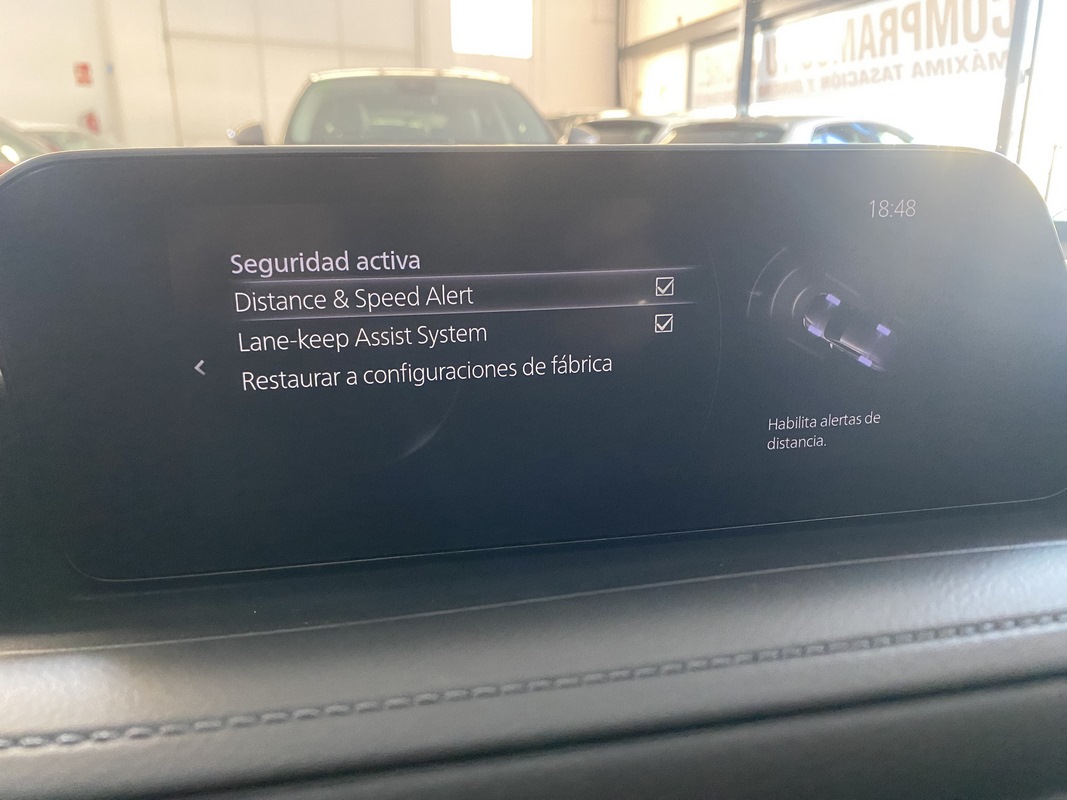 COMPRAM
MÁXIMA TASACIÓN Y
18:48
Seguridad activa
Distance & Speed Alert
Lane-keep Assist System
Restaurar a configuraciones de fábrica
Habilita alertas de
distancia.